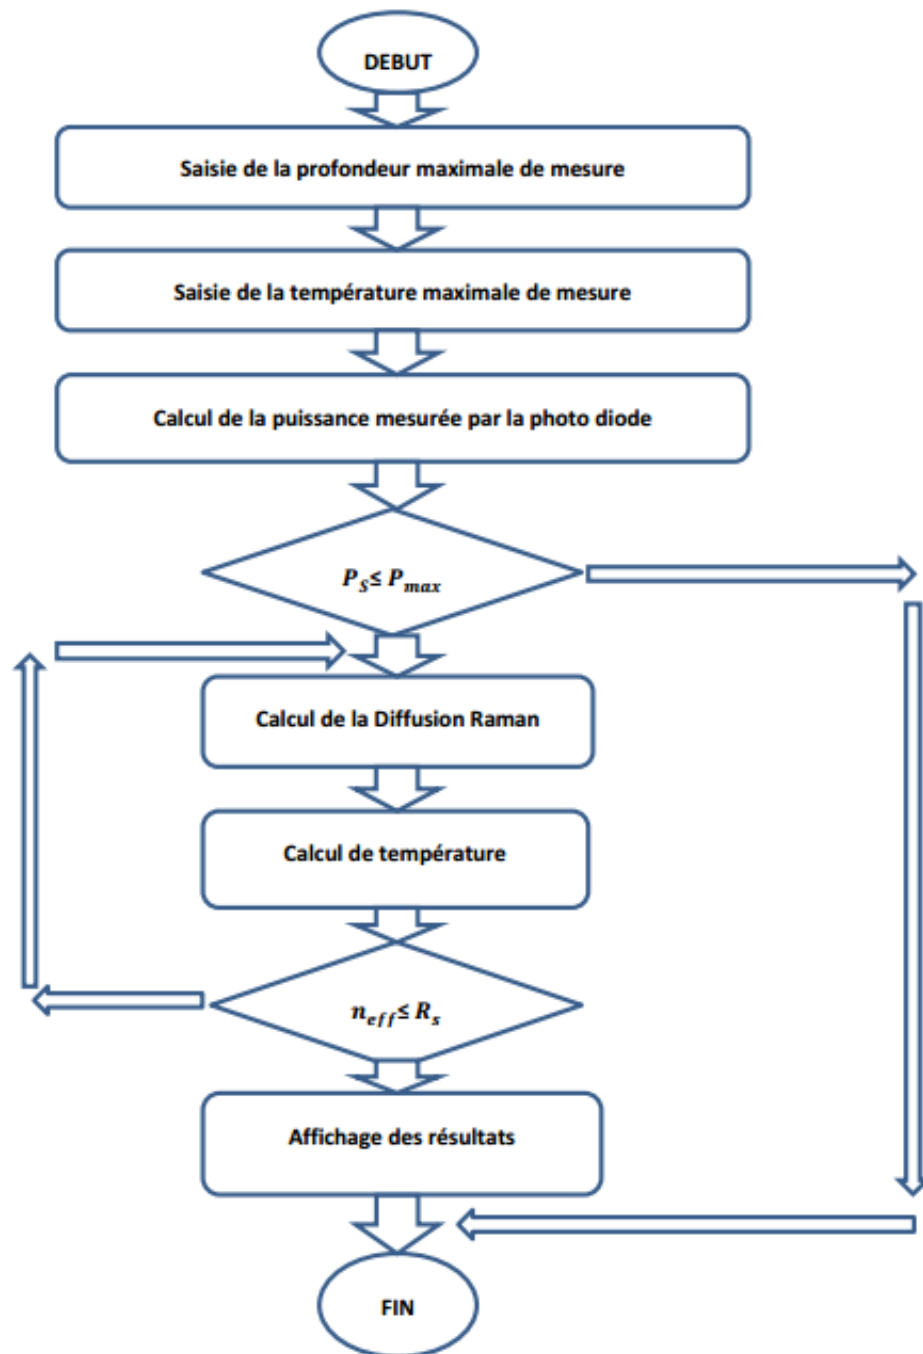 DEBUT
Saisie de la profondeur maximale de mesure
Saisie de la température maximale de mesure
Calcul de la puissance mesurée par la photo diode
P_S ≤ P_max
Calcul de la Diffusion Raman
Calcul de température
n_eff ≤ R_s
Affichage des résultats
FIN